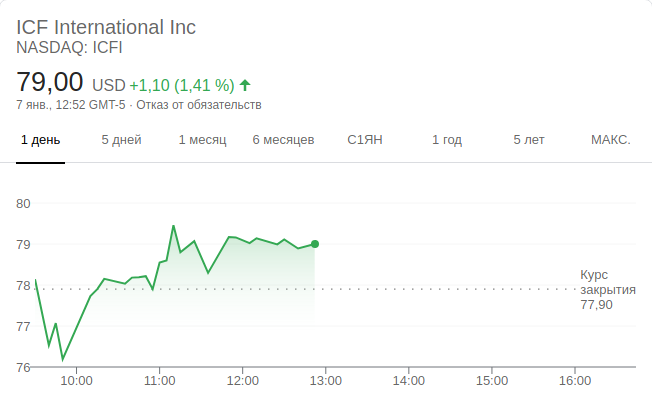 ICF International Inc
NASDAQ: ICFI
79,00 USD +1,10 (1,41 %)
7 янв., 12:52 GMT-5 · Отказ от обязательств
1 день 5 дней 1 месяц 6 месяцев С1ЯН 1 год 5 лет МАКС.
80
79
78
77
76
Курс
закрытия
77,90
10:00 11:00 12:00 13:00 14:00 15:00 16:00